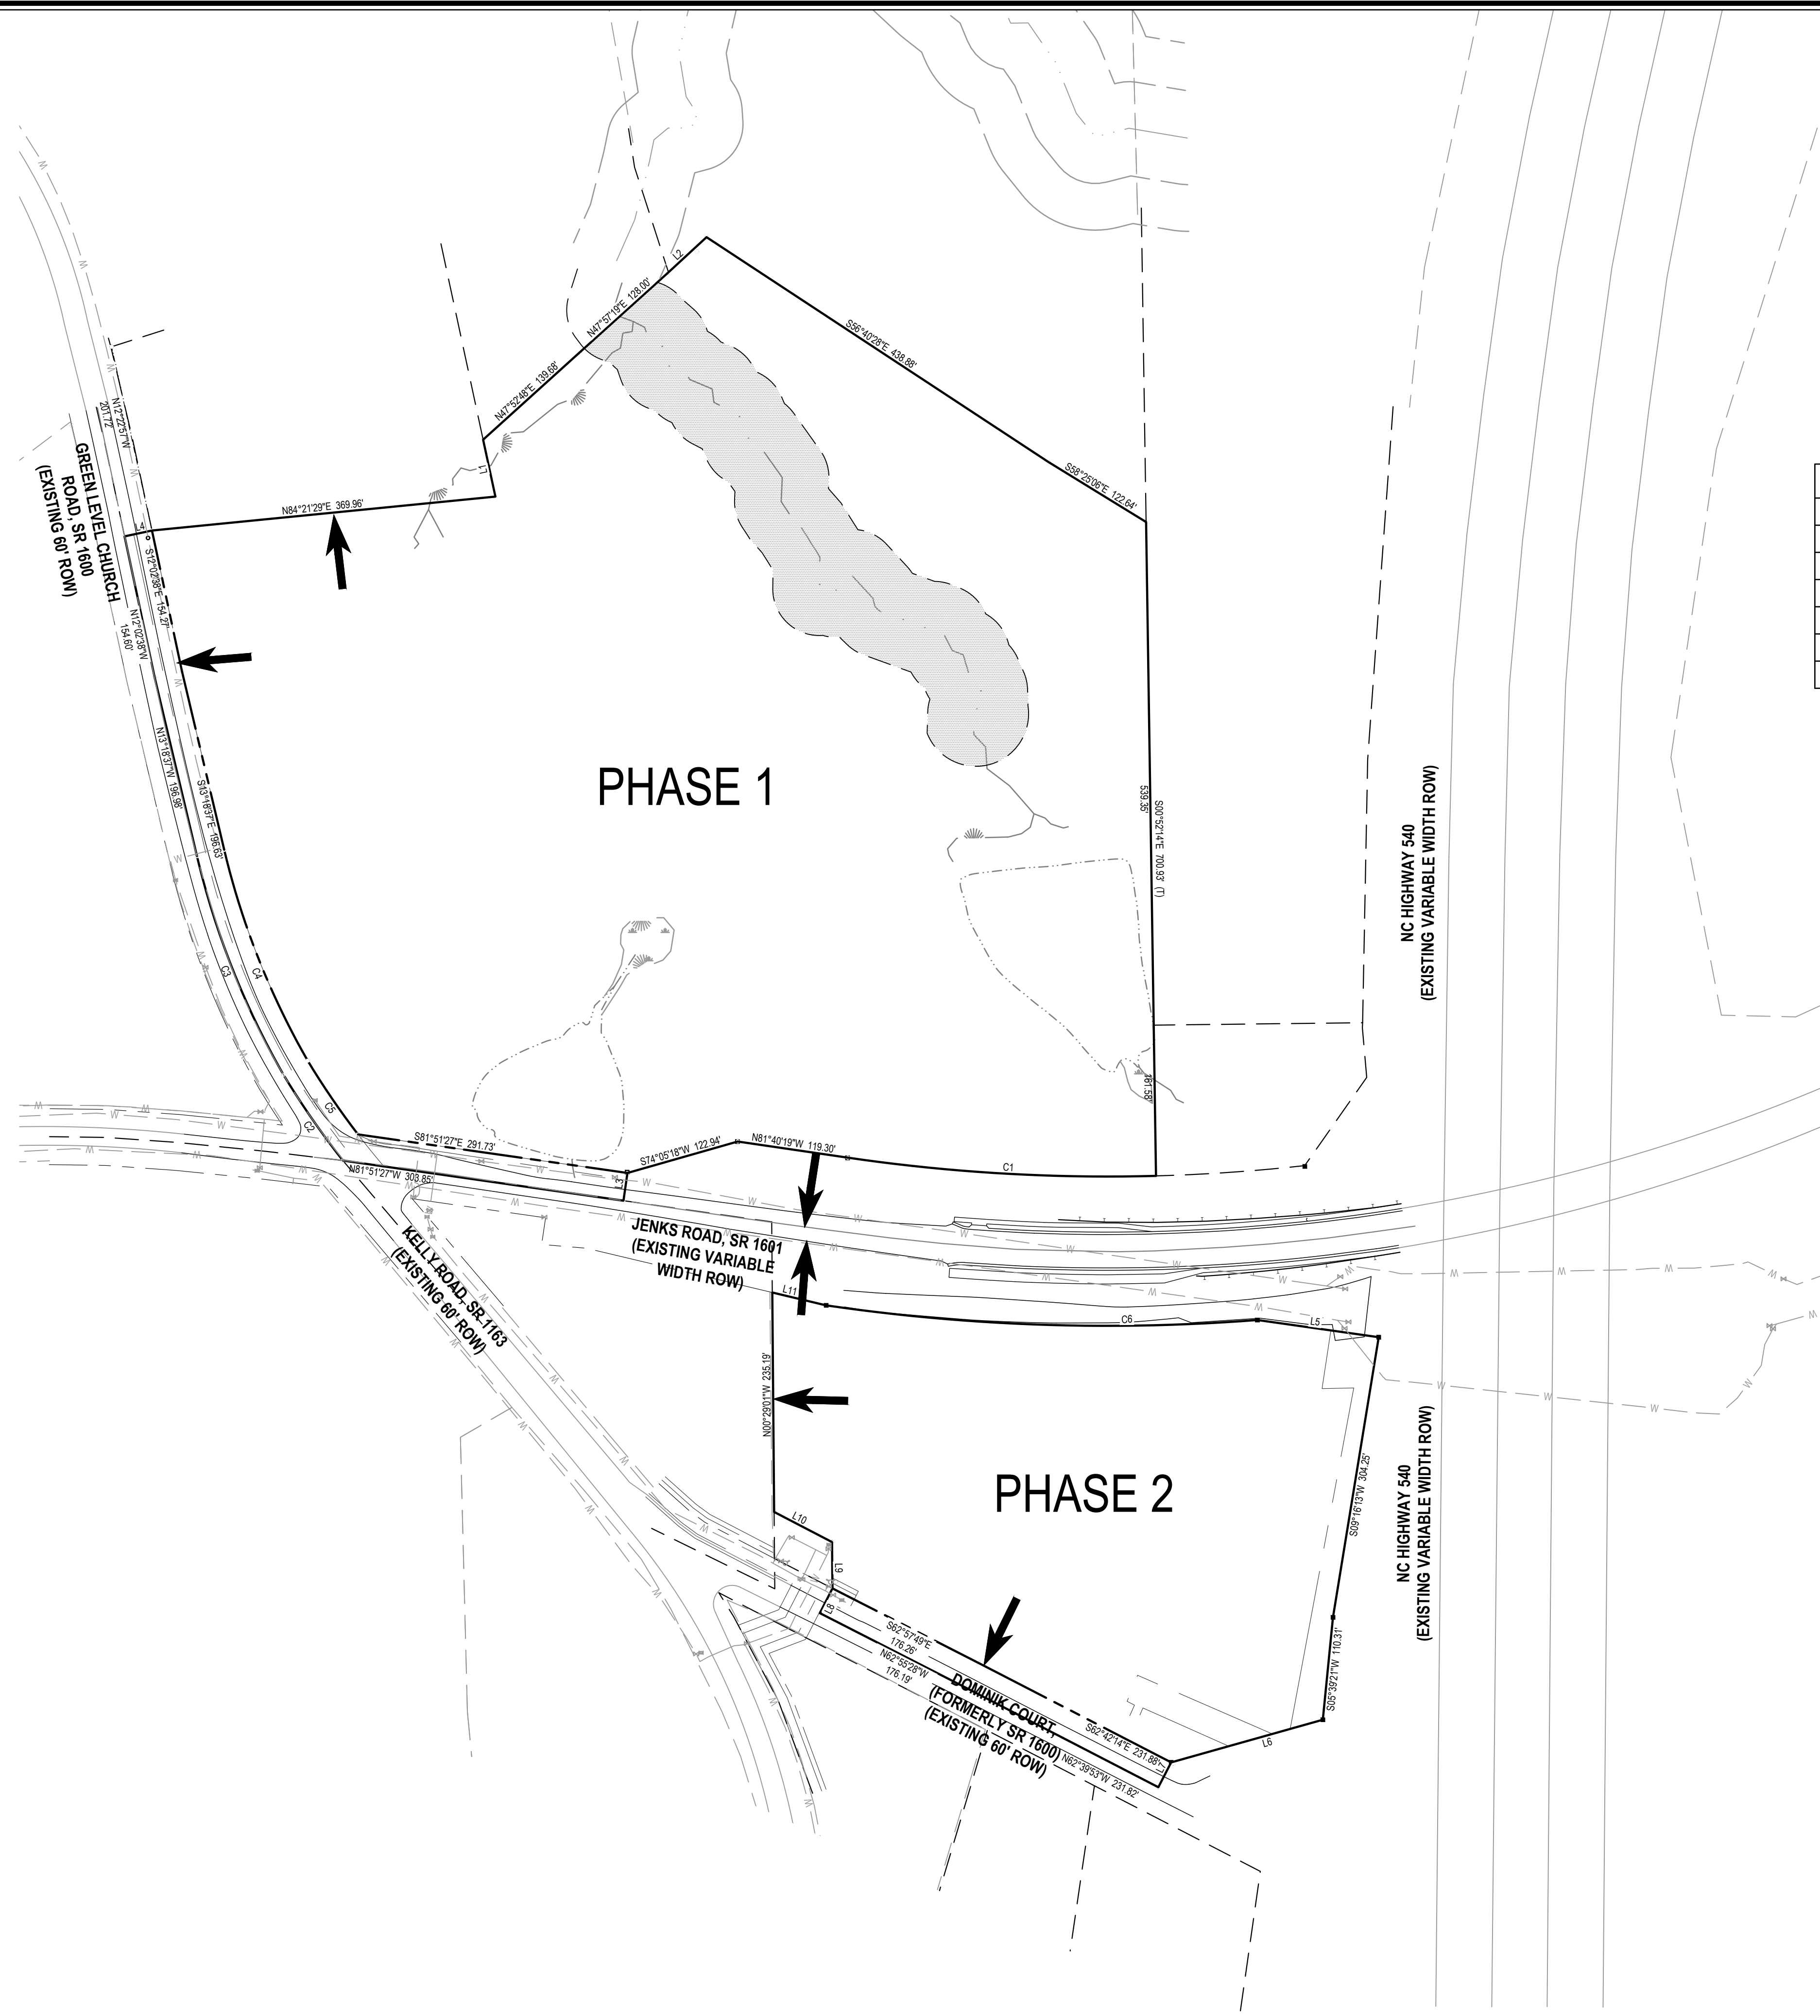 L2
N47°57'19"E 128.00'
N47°52'48"E 139.68'
S56°40'28"E 438.88'
S58°25'06"E 122.64'
N12°22'57"W
201.72'
GREEN LEVEL CHURCH
ROAD, SR 1600
(EXISTING 60' ROW)
L1
N84°21'29"E 369.96'
L4
S12°02'38"E 154.27'
N12°02'38"W
154.60'
N13°18'37"W 196.98'
S13°18'37"E 196.63'
PHASE 1
539.35'
S00°52'14"E 700.93' (T)
161.58'
NC HIGHWAY 540
(EXISTING VARIABLE WIDTH ROW)
C3
C4
C5
C2
S81°51'27"E 291.73'
N81°51'27"W 303.85'
L3
S74°05'18"W 122.94'
N81°40'19"W 119.30'
C1
JENKS ROAD, SR 1601
(EXISTING VARIABLE
WIDTH ROW)
KELLY ROAD, SR 1163
(EXISTING 60' ROW)
L11
C6
L5
N00°29'01"W 235.19'
S09°16'13"W 304.25'
PHASE 2
NC HIGHWAY 540
(EXISTING VARIABLE WIDTH ROW)
L10
L9
L8
S62°57'49"E
176.26'
N62°55'28"W
176.19'
DOMINIK COURT,
(FORMERLY SR 1600)
(EXISTING 60' ROW)
S62°42'14"E 231.88'
L7
N62°39'53"W 231.82'
L6
S05°39'21"W 110.31'